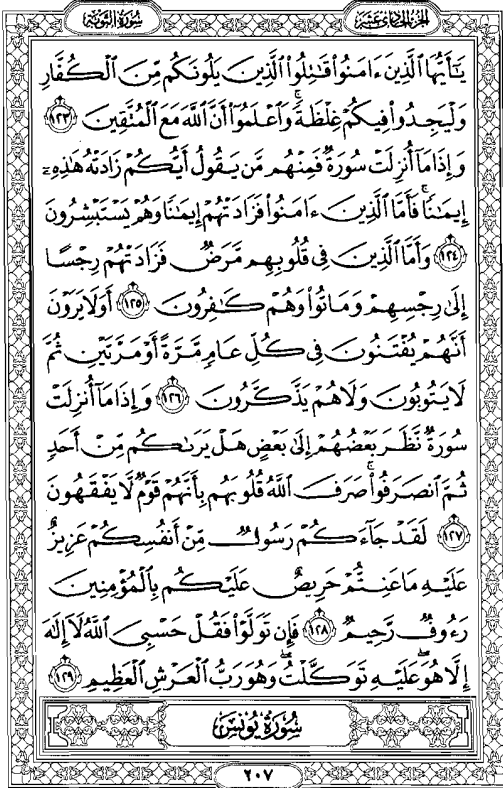 سُورَةُ التَّوْبَةِ
الجزء الحادي عشر
يَٰٓأَيُّهَا ٱلَّذِينَ ءَامَنُوا۟ قَٰتِلُوا۟ ٱلَّذِينَ يَلُونَكُم مِّنَ ٱلْكُفَّارِ
وَلْيَجِدُوا۟ فِيكُمْ غِلْظَةً ۚ وَٱعْلَمُوٓا۟ أَنَّ ٱللَّهَ مَعَ ٱلْمُتَّقِينَ ١٢٣
وَإِذَا مَآ أُنزِلَتْ سُورَةٌ فَمِنْهُم مَّن يَقُولُ أَيُّكُمْ زَادَتْهُ هَٰذِهِۦٓ
إِيمَٰنًا ۚ فَأَمَّا ٱلَّذِينَ ءَامَنُوا۟ فَزَادَتْهُمْ إِيمَٰنًا وَهُمْ يَسْتَبْشِرُونَ
١٢٤ وَأَمَّا ٱلَّذِينَ فِى قُلُوبِهِم مَّرَضٌ فَزَادَتْهُمْ رِجْسًا
إِلَىٰ رِجْسِهِمْ وَمَاتُوا۟ وَهُمْ كَٰفِرُونَ ١٢٥ أَوَلَا يَرَوْنَ
أَنَّهُمْ يُفْتَنُونَ فِى كُلِّ عَامٍ مَّرَّةً أَوْ مَرَّتَيْنِ ثُمَّ
لَا يَتُوبُونَ وَلَا هُمْ يَذَّكَّرُونَ ١٢٦ وَإِذَا مَآ أُنزِلَتْ
سُورَةٌ نَّظَرَ بَعْضُهُمْ إِلَىٰ بَعْضٍ هَلْ يَرَىٰكُم مِّنْ أَحَدٍ
ثُمَّ ٱنصَرَفُوا۟ ۚ صَرَفَ ٱللَّهُ قُلُوبَهُم بِأَنَّهُمْ قَوْمٌ لَّا يَفْقَهُونَ
١٢٧ لَقَدْ جَآءَكُمْ رَسُولٌ مِّنْ أَنفُسِكُمْ عَزِيزٌ
عَلَيْهِ مَا عَنِتُّمْ حَرِيصٌ عَلَيْكُم بِٱلْمُؤْمِنِينَ
رَءُوفٌ رَّحِيمٌ ١٢٨ فَإِن تَوَلَّوْا۟ فَقُلْ حَسْبِىَ ٱللَّهُ لَآ إِلَٰهَ
إِلَّا هُوَ ۖ عَلَيْهِ تَوَكَّلْتُ ۖ وَهُوَ رَبُّ ٱلْعَرْشِ ٱلْعَظِيمِ ١٢٩
سُورَةُ يُونُسَ
٢٠٧